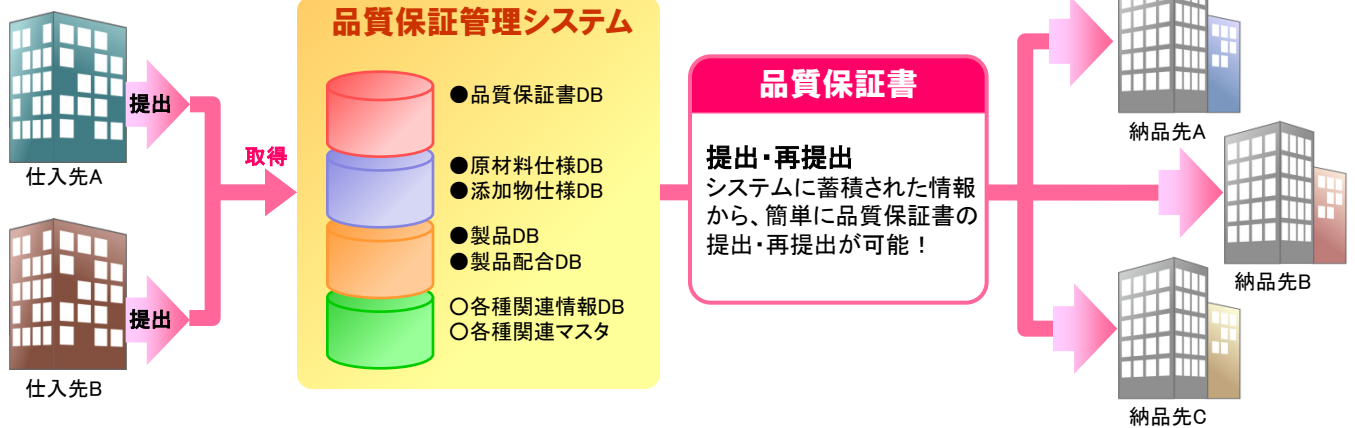 提出
仕入先A
提出
仕入先B
取得
品質保証管理システム
●品質保証書DB
●原材料仕様DB
●添加物仕様DB
●製品DB
●製品配合DB
○各種関連情報DB
○各種関連マスタ
品質保証書
提出・再提出
システムに蓄積された情報
から、簡単に品質保証書の
提出・再提出が可能！
納品先A
納品先B
納品先C